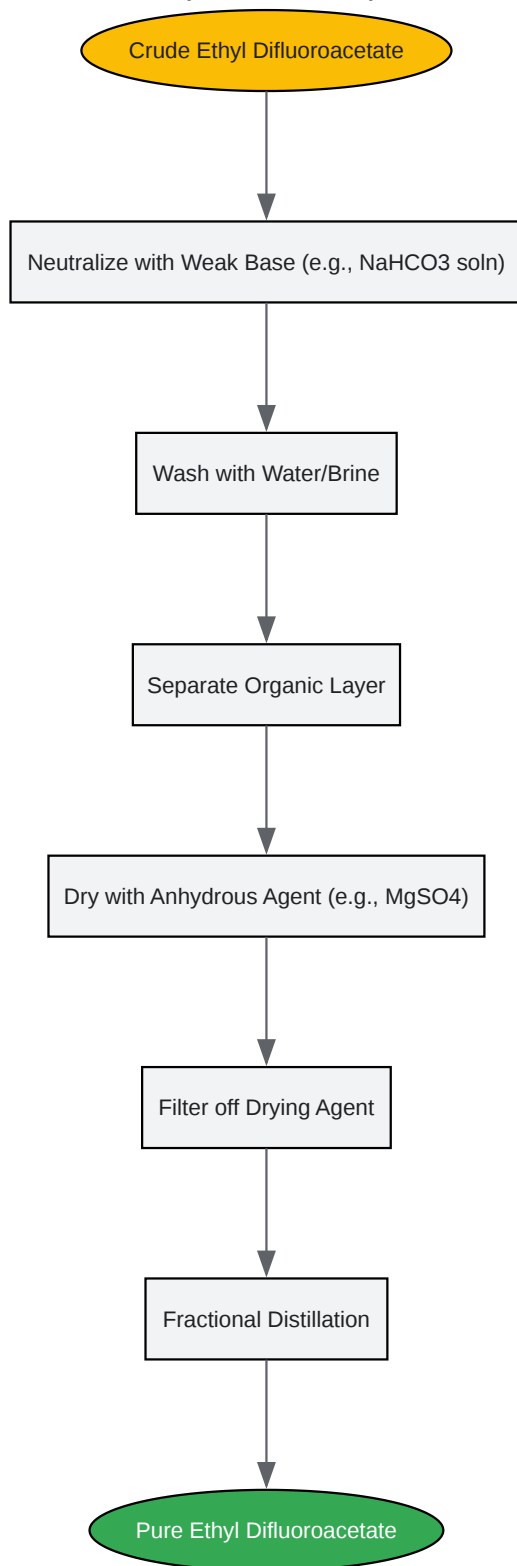 Crude Ethyl Difluoroacetate
Neutralize with Weak Base (e.g., NaHCO3 soln)
Wash with Water/Brine
Separate Organic Layer
Dry with Anhydrous Agent (e.g., MgSO4)
Filter off Drying Agent
Fractional Distillation
Pure Ethyl Difluoroacetate